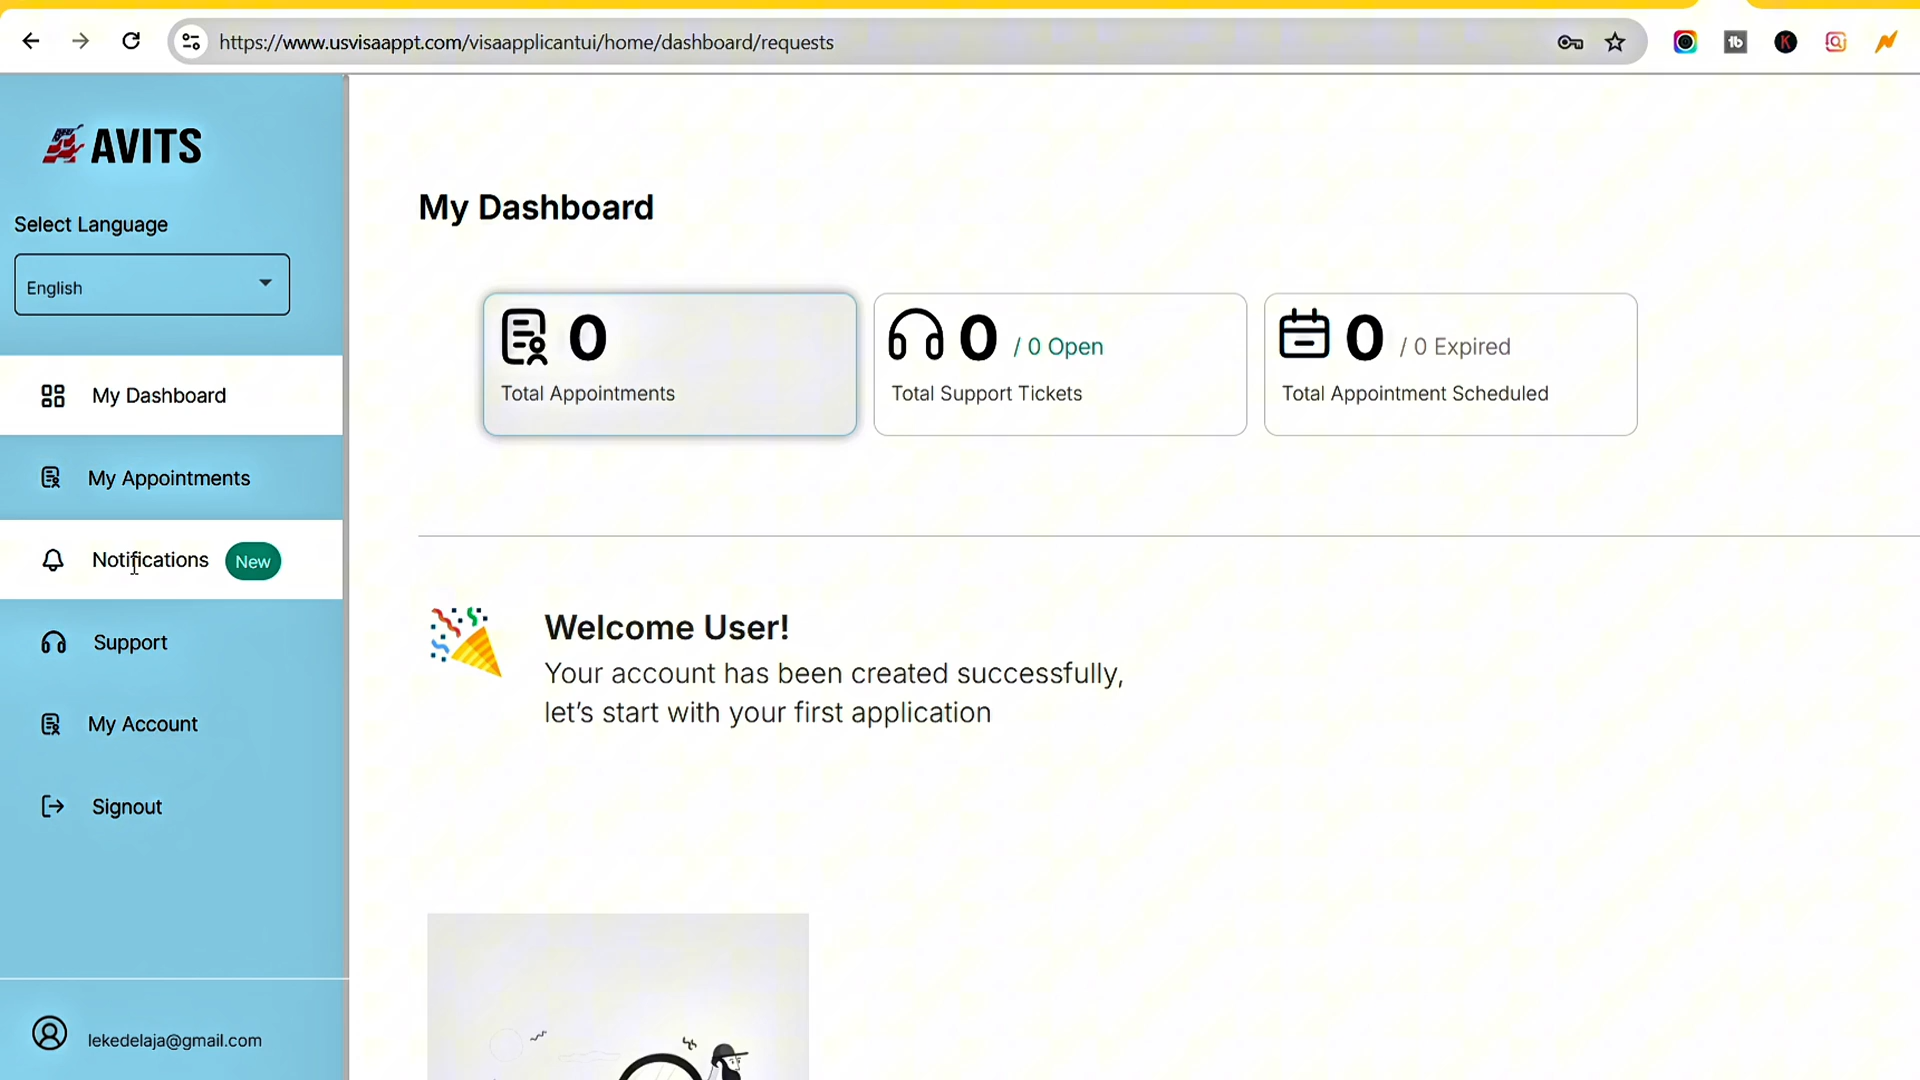 https://www.usvisaappt.com/visaapplicantui/home/dashboard/requests
AVITS
Select Language
English
My Dashboard
My Appointments
Notifications New
Support
My Account
Signout
lekedelaja@gmail.com
My Dashboard
0
Total Appointments
0 / 0 Open
Total Support Tickets
0 / 0 Expired
Total Appointment Scheduled
Welcome User!
Your account has been created successfully,
let’s start with your first application